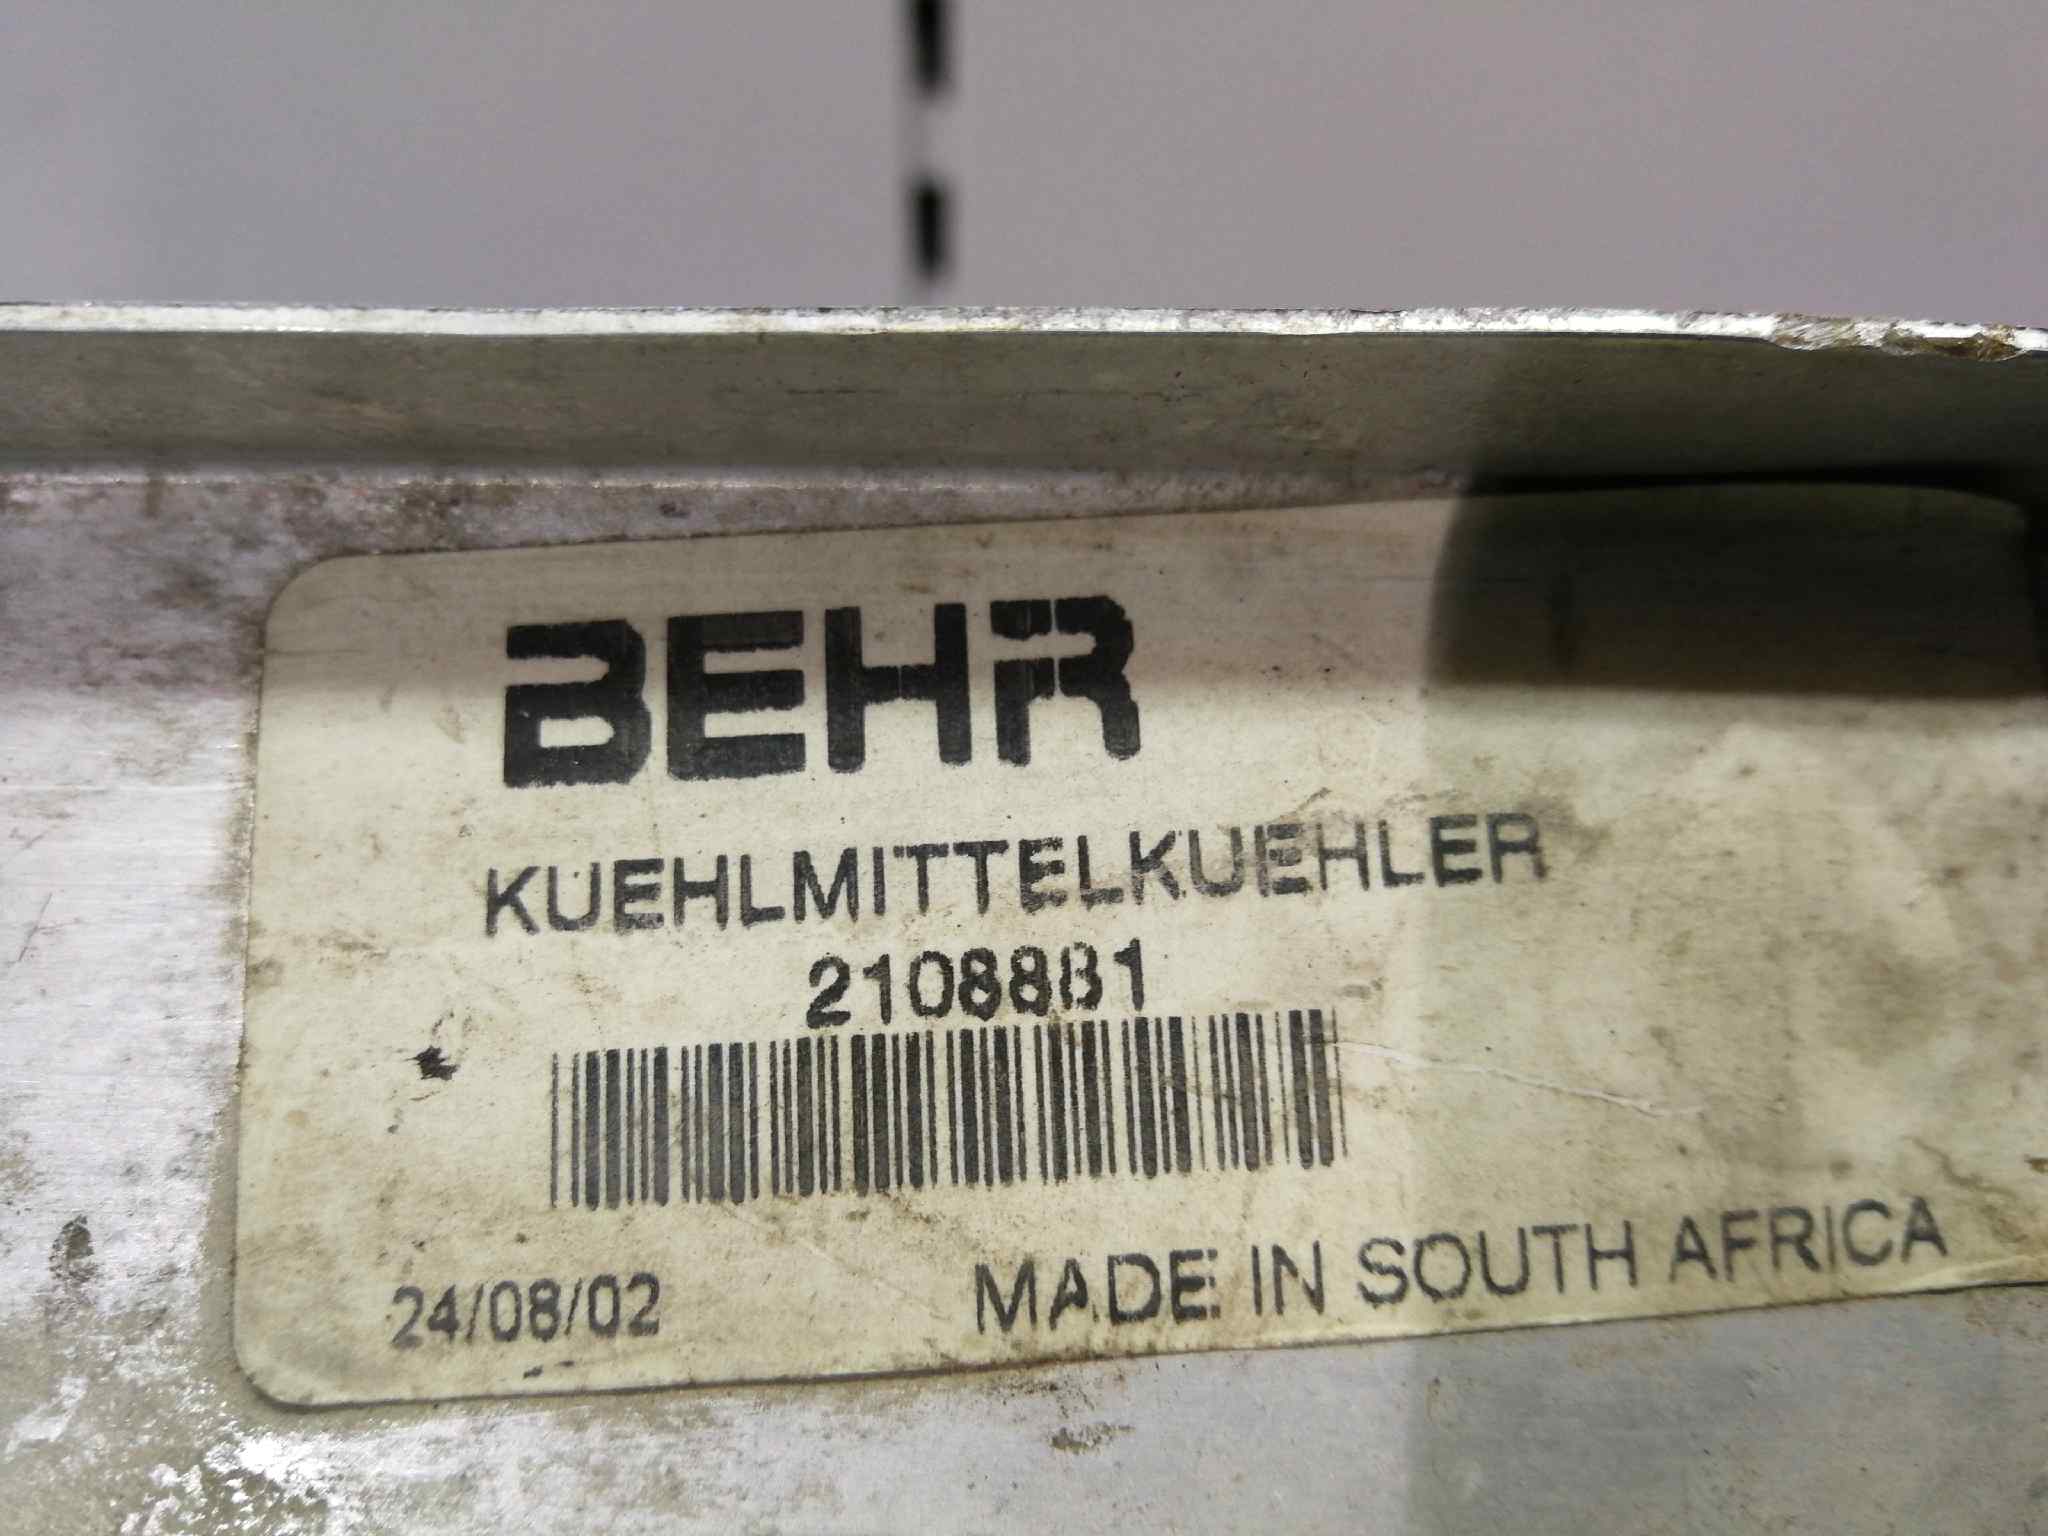 BEHR
KUEHLMITTELKUEHLER
2108881
24/08/02
MADE IN SOUTH AFRICA